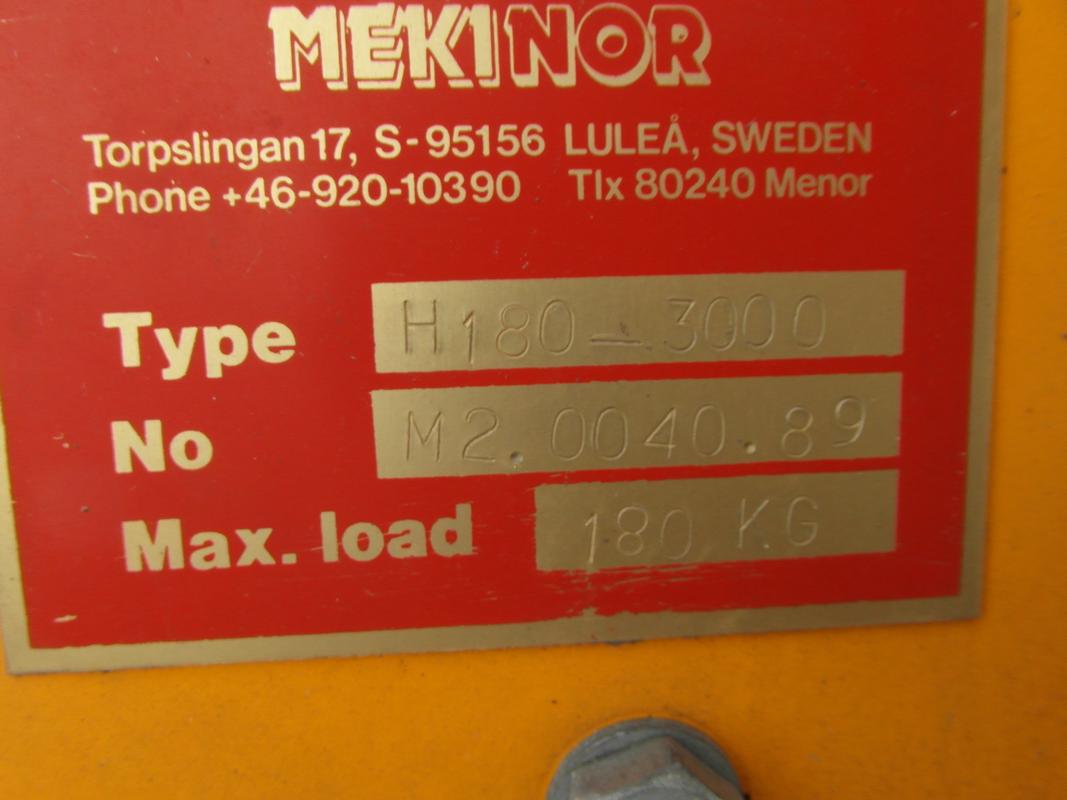 MEKINOR
Torpslingan 17, S-95156 LULEÅ, SWEDEN
Phone +46-920-10390 Tlx 80240 Menor
Type H180-3000
No M2.0040.89
Max. load 180 KG